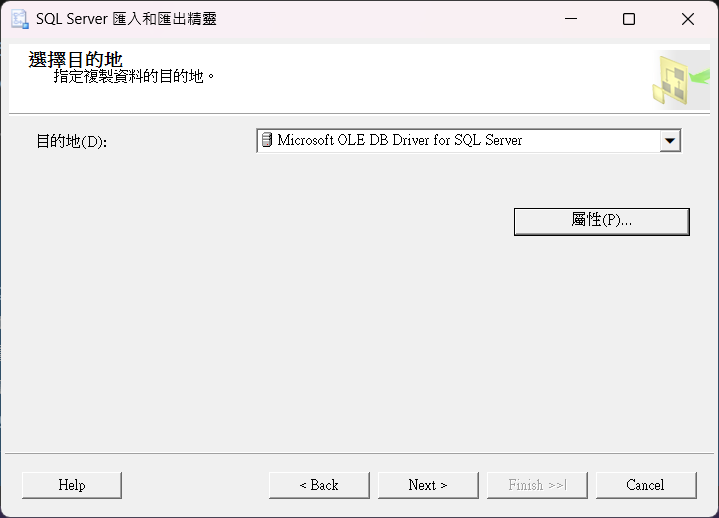 SQL Server 匯入和匯出精靈
選擇目的地
指定複製資料的目的地。
目的地(D):
Microsoft OLE DB Driver for SQL Server
屬性(P)...
Help
< Back
Next >
Finish >>|
Cancel